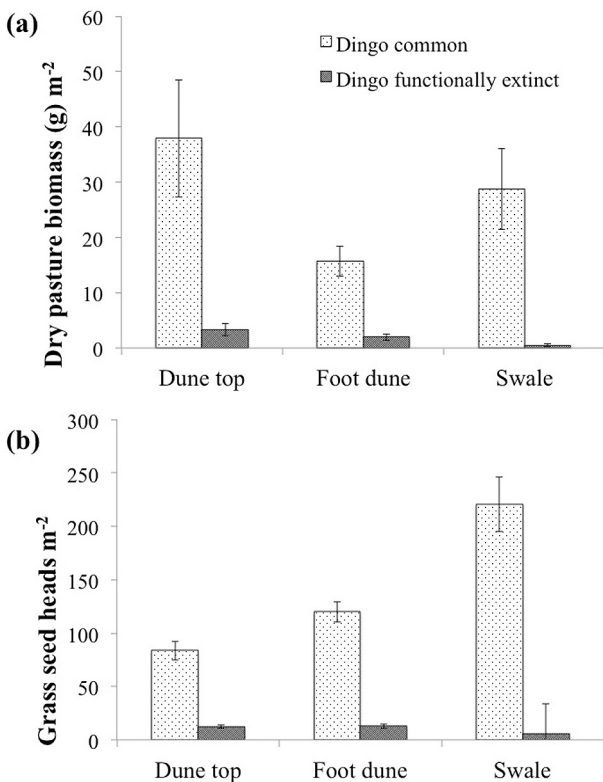 (a)
Dry pasture biomass (g) m⁻²
60
50
40
30
20
10
0
Dingo common
Dingo functionally extinct
Dune top Foot dune Swale
(b)
Grass seed heads m⁻²
300
250
200
150
100
50
0
Dune top Foot dune Swale